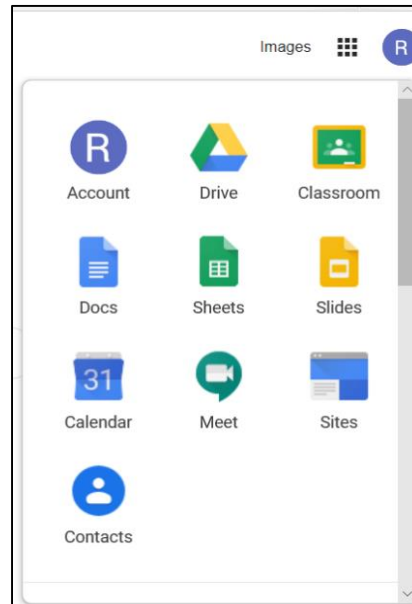 Images R
R
Account Drive Classroom
Docs Sheets Slides
31
Calendar Meet Sites
Contacts